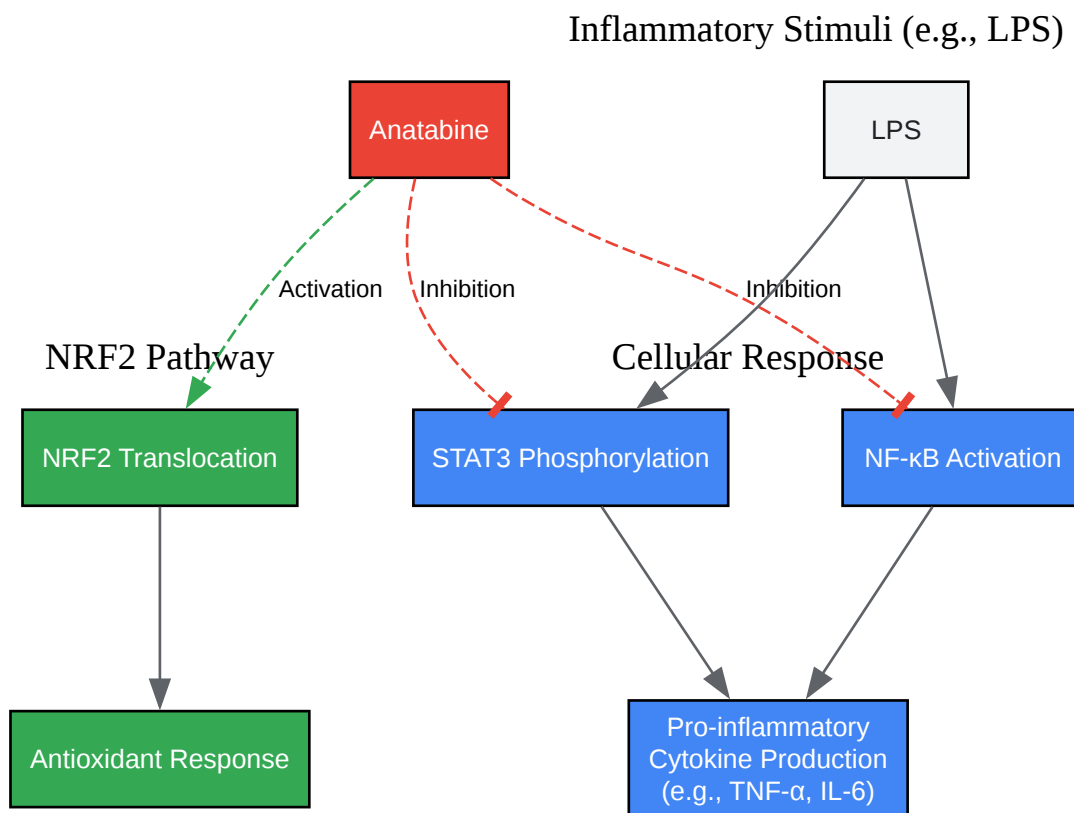 Inflammatory Stimuli (e.g., LPS)
Anatabine
LPS
Activation
Inhibition
Inhibition
NRF2 Pathway
Cellular Response
NRF2 Translocation
STAT3 Phosphorylation
NF-κB Activation
Antioxidant Response
Pro-inflammatory
Cytokine Production
(e.g., TNF-α, IL-6)